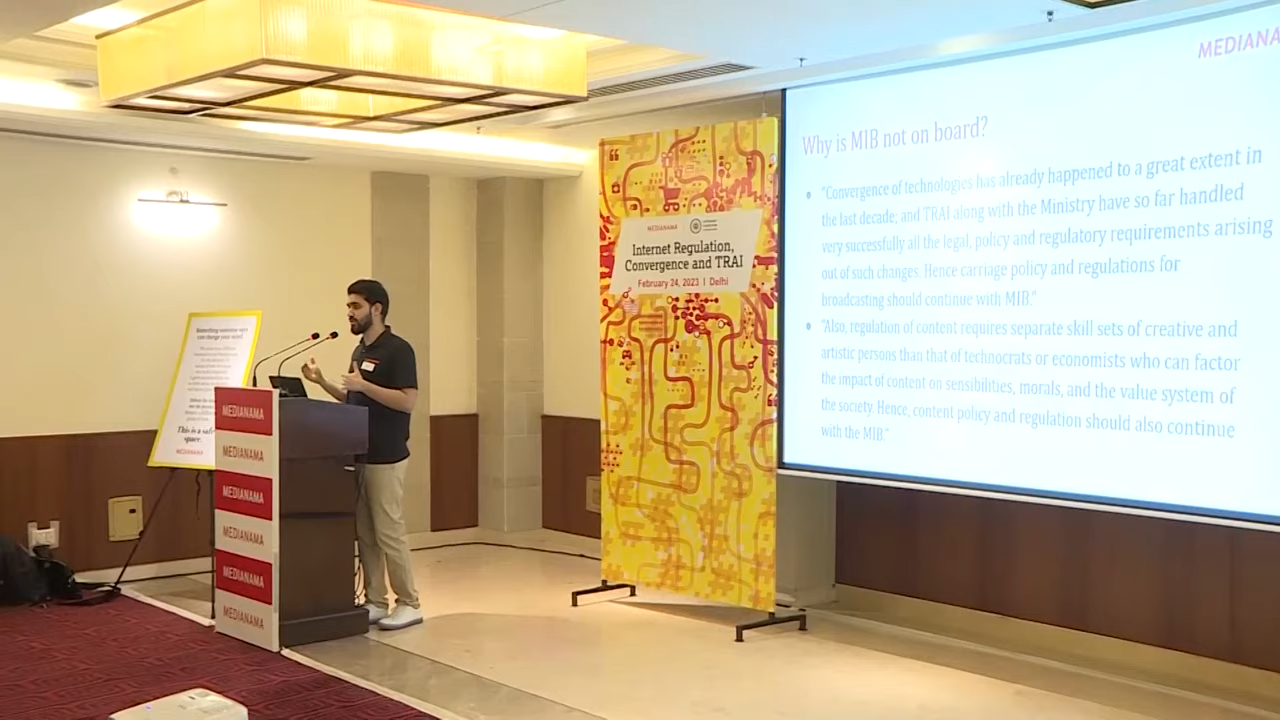 MEDIANA
Why is MIB not on board?
• "Convergence of technologies has already happened to a great extent in
the last decade; and TRAI along with the Ministry have so far handled
very successfully all the legal, policy and regulatory requirements arising
out of such changes. Hence carriage policy and regulations for
broadcasting should continue with MIB."
• "Also, regulation of content requires separate skill sets of creative and
artistic persons than that of technocrats or economists who can factor
the impact of content on sensibilities, morals, and the value system of
the society. Hence, content policy and regulation should also continue
with the MIB."
MEDIANAMA
Internet Regulation,
Convergence and TRAI
February 24, 2023 | Delhi
can change your mind
This is a safe
space.
MEDIANAMA
MEDIANAMA
MEDIANAMA
MEDIANAMA
MEDIANAMA
MEDIANAMA
MEDIANAMA